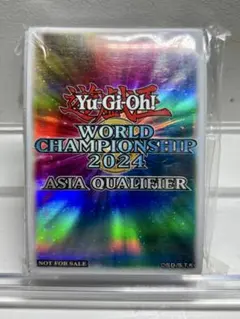 Yu-Gi-Oh!
WORLD
CHAMPIONSHIP
2024
ASIA QUALIFIER
NOT FOR SALE